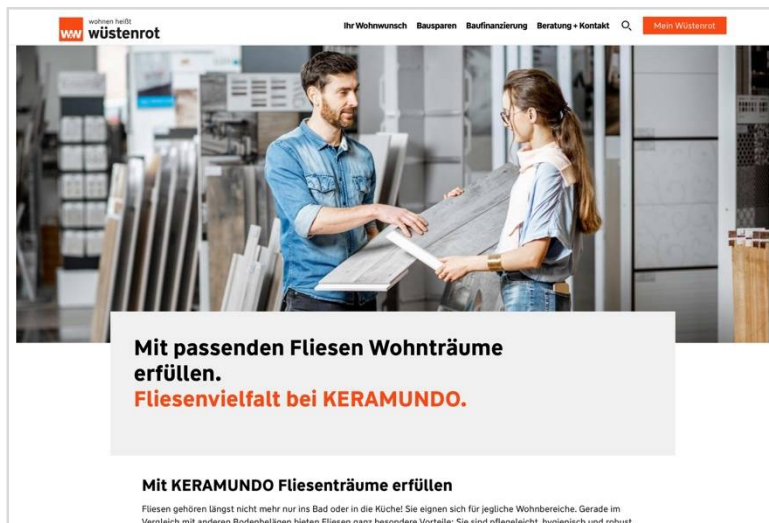 wohnen heißt
ww wüstenrot
Ihr Wohnwunsch Bausparen Baufinanzierung Beratung + Kontakt Mein Wüstenrot
Mit passenden Fliesen Wohnträume
erfüllen.
Fliesenvielfalt bei KERAMUNDO.
Mit KERAMUNDO Fliesenträume erfüllen
Fliesen gehören längst nicht mehr nur ins Bad oder in die Küche! Sie eignen sich für jegliche Wohnbereiche. Gerade im
Vergleich mit anderen Bodenbelägen bieten Fliesen ganz besondere Vorteile: Sie sind pflegeleicht, hygienisch und robust